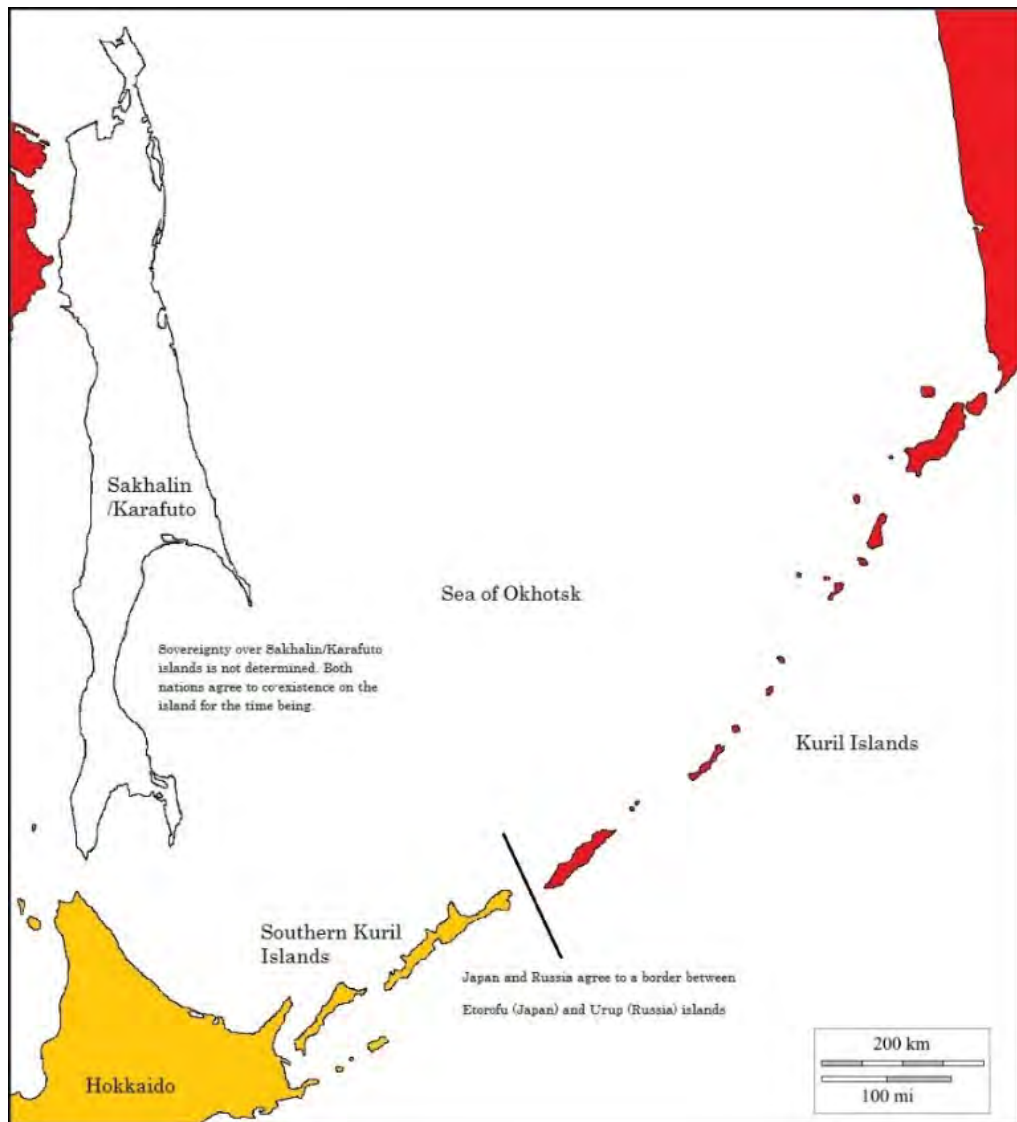 Sakhalin
/Karafuto
Sea of Okhotsk
Sovereignty over Sakhalin/Karafuto
islands is not determined. Both
nations agree to co-existence on the
island for the time being.
Kuril Islands
Southern Kuril
Islands
Japan and Russia agree to a border between
Etorofu (Japan) and Urup (Russia) islands
Hokkaido
200 km
100 mi